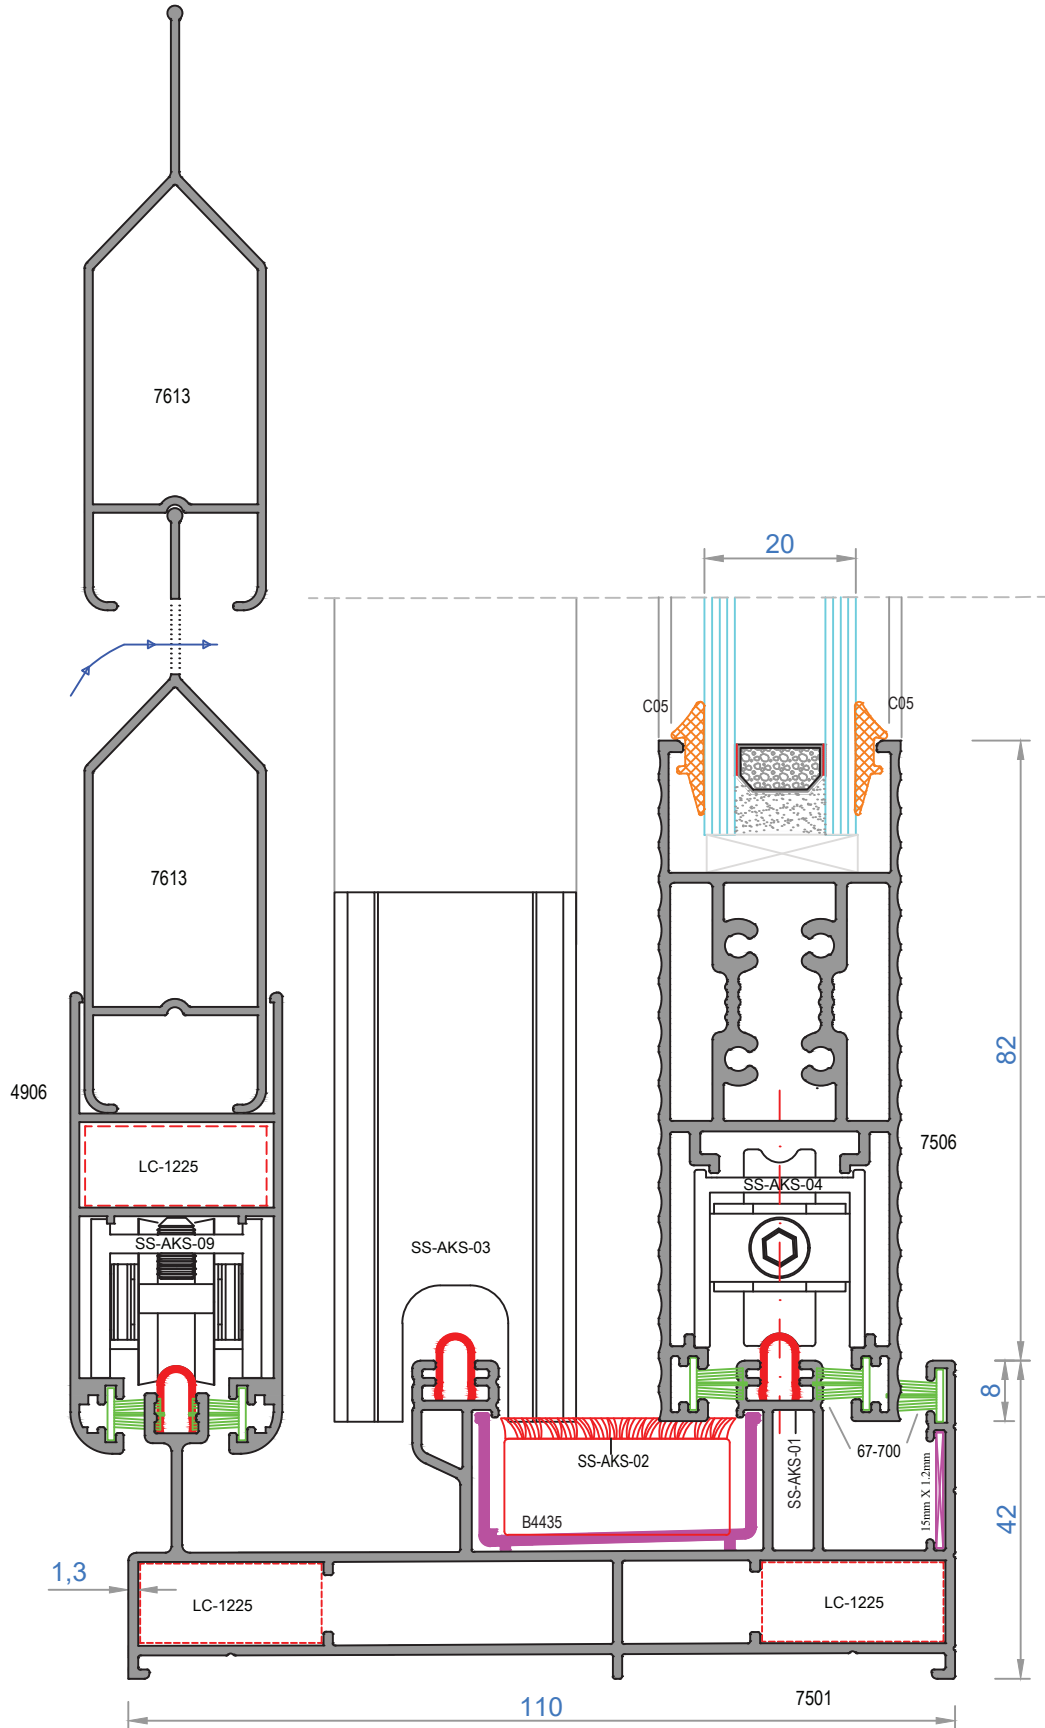 7613
20
C05
C05
7613
82
4906
7506
LC-1225
SS-AKS-04
SS-AKS-09
SS-AKS-03
8
67-700
SS-AKS-02
SS-AKS-01
15mm X 1.2mm
B4435
42
1,3
LC-1225
LC-1225
7501
110